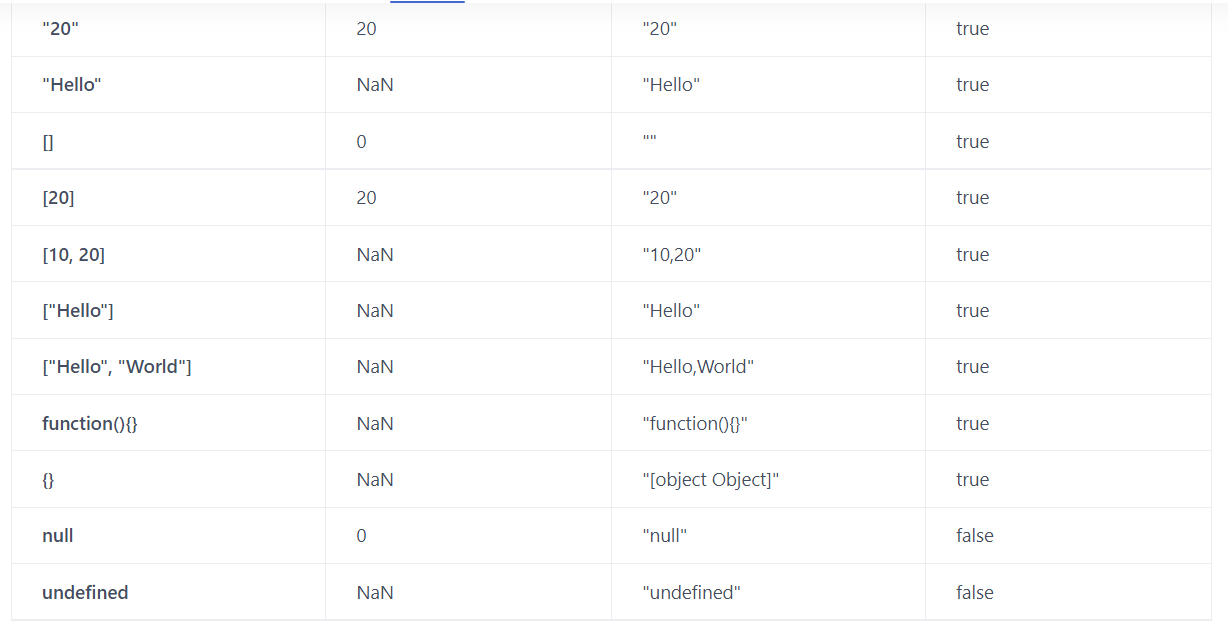 "20" 20 "20" true
"Hello" NaN "Hello" true
[] 0 "" true
[20] 20 "20" true
[10, 20] NaN "10,20" true
["Hello"] NaN "Hello" true
["Hello", "World"] NaN "Hello,World" true
function(){} NaN "function(){}" true
{} NaN "[object Object]" true
null 0 "null" false
undefined NaN "undefined" false